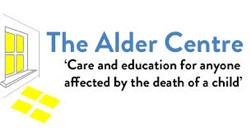 The Alder Centre
‘Care and education for anyone
affected by the death of a child’